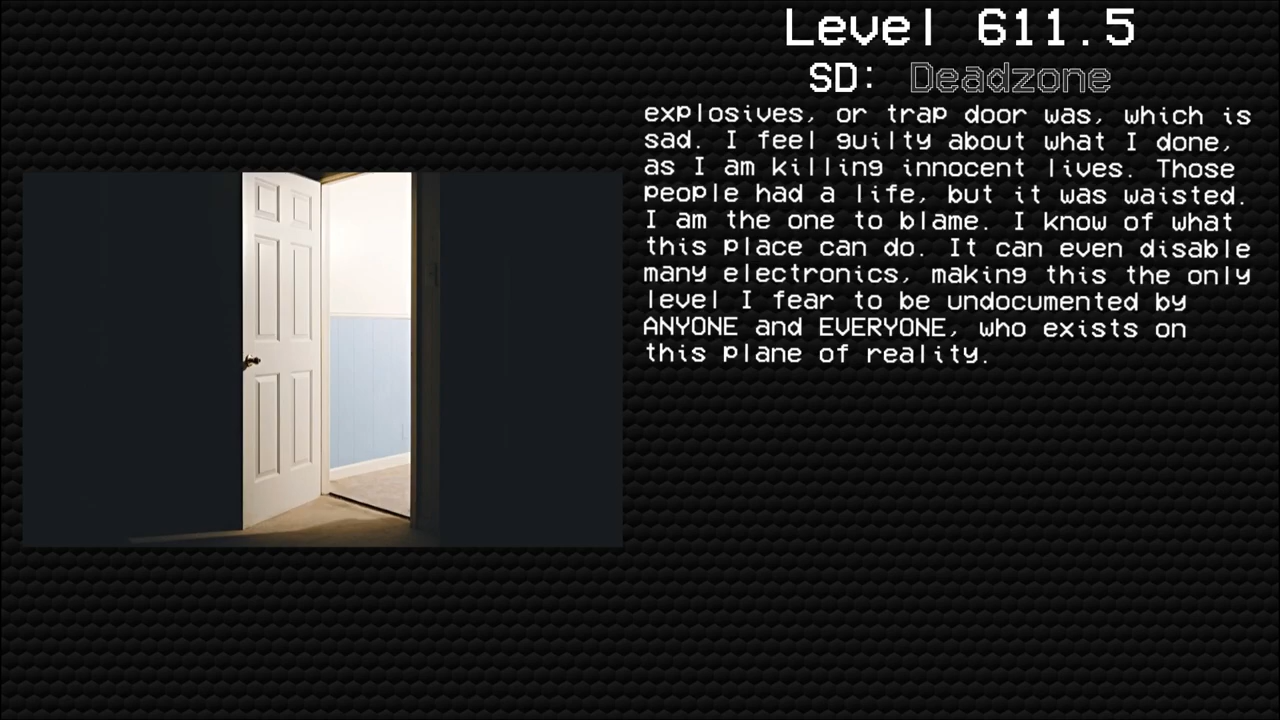 Level 611.5
SD: Deadzone
explosives, or trap door was, which is
sad. I feel guilty about what I done,
as I am killing innocent lives. Those
people had a life, but it was waisted.
I am the one to blame. I know of what
this place can do. It can even disable
many electronics, making this the only
level I fear to be undocumented by
ANYONE and EVERYONE, who exists on
this plane of reality.